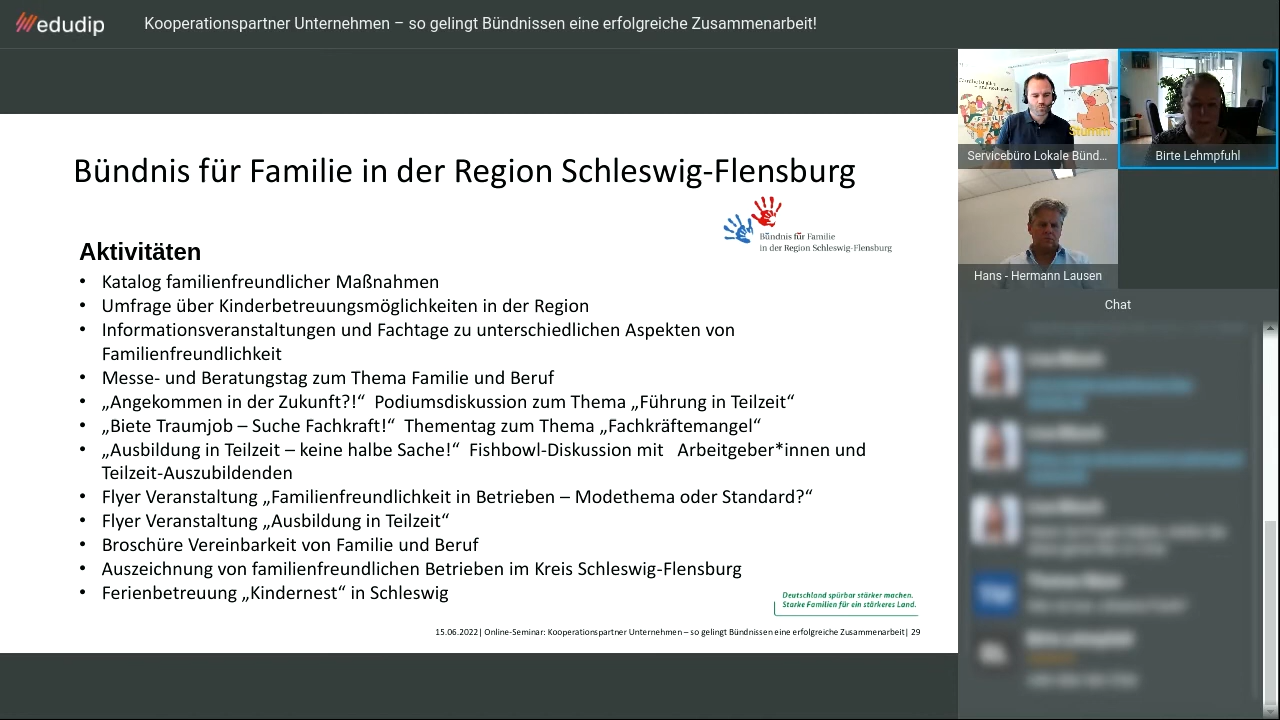 edudip
Kooperationspartner Unternehmen – so gelingt Bündnissen eine erfolgreiche Zusammenarbeit!
Bündnis für Familie in der Region Schleswig-Flensburg
Bündnis für Familie
in der Region Schleswig-Flensburg
Aktivitäten
• Katalog familienfreundlicher Maßnahmen
• Umfrage über Kinderbetreuungsmöglichkeiten in der Region
• Informationsveranstaltungen und Fachtage zu unterschiedlichen Aspekten von
Familienfreundlichkeit
• Messe- und Beratungstag zum Thema Familie und Beruf
• „Angekommen in der Zukunft?!“ Podiumsdiskussion zum Thema „Führung in Teilzeit“
• „Biete Traumjob – Suche Fachkraft!“ Thementag zum Thema „Fachkräftemangel“
• „Ausbildung in Teilzeit – keine halbe Sache!“ Fishbowl-Diskussion mit Arbeitgeber*innen und
Teilzeit-Auszubildenden
• Flyer Veranstaltung „Familienfreundlichkeit in Betrieben – Modethema oder Standard?“
• Flyer Veranstaltung „Ausbildung in Teilzeit“
• Broschüre Vereinbarkeit von Familie und Beruf
• Auszeichnung von familienfreundlichen Betrieben im Kreis Schleswig-Flensburg
• Ferienbetreuung „Kindernest“ in Schleswig
Deutschland spürbar stärker machen.
Starke Familien für ein stärkeres Land.
15.06.2022| Online-Seminar: Kooperationspartner Unternehmen – so gelingt Bündnissen eine erfolgreiche Zusammenarbeit| 29
Stumm
Servicebüro Lokale Bünd...
Birte Lehmpfuhl
Hans - Hermann Lausen
Chat